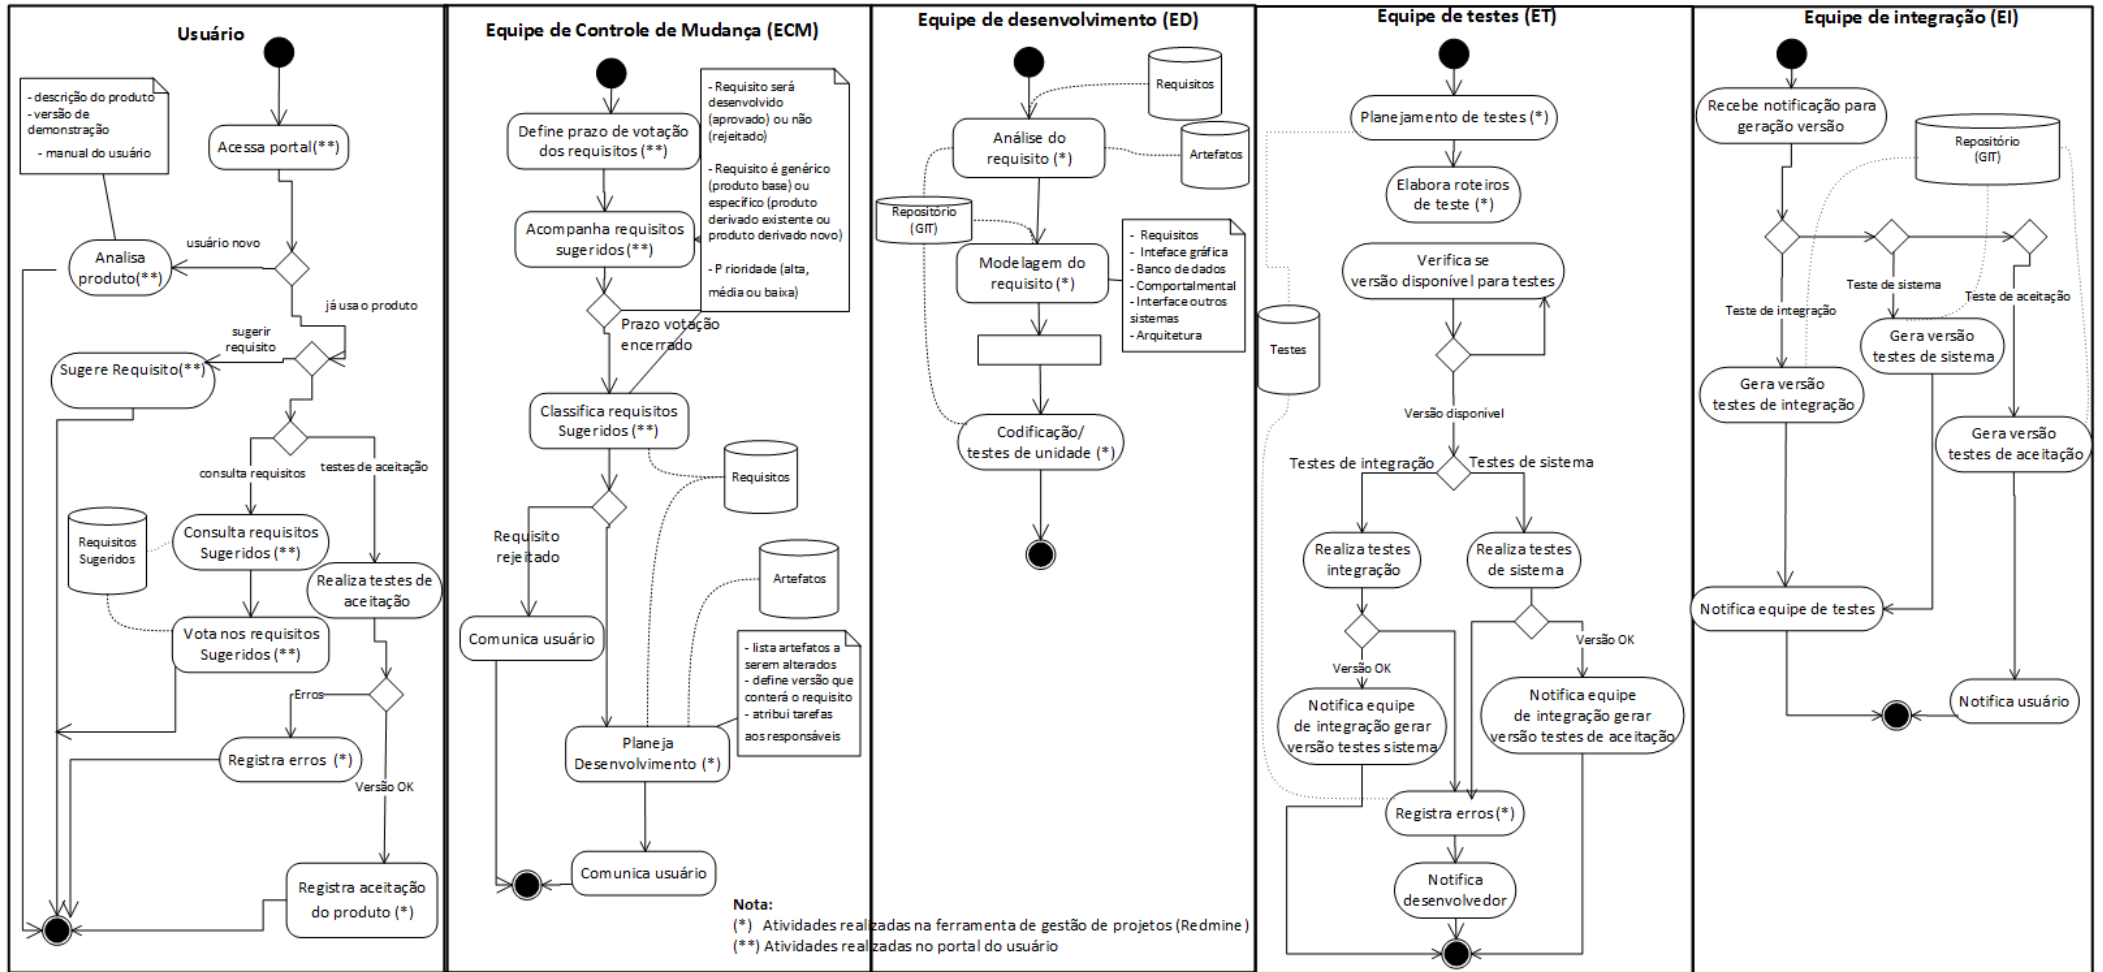 Usuário
- descrição do produto
- versão de
demonstração
- manual do usuário
Acessa portal(**)
usuário novo
Analisa
produto(**)
já usa o produto
sugerir
requisito
Sugere Requisito(**)
consulta requisitos
testes de aceitação
Requisitos
Sugeridos
Consulta requisitos
Sugeridos (**)
Realiza testes de
aceitação
Vota nos requisitos
Sugeridos (**)
Erros
Registra erros (*)
Versão OK
Registra aceitação
do produto (*)
Equipe de Controle de Mudança (ECM)
Define prazo de votação
dos requisitos (**)
- Requisito será
desenvolvido
(aprovado) ou não
(rejeitado)
- Requisito é genérico
(produto base) ou
específico (produto
derivado existente ou
produto derivado novo)
- P rioridade (alta,
média ou baixa)
Acompanha requisitos
sugeridos (**)
Prazo votação
encerrado
Classifica requisitos
Sugeridos (**)
Requisitos
Requisito
rejeitado
Artefatos
Comunica usuário
- lista artefatos a
serem alterados
- define versão que
conterá o requisito
- atribui tarefas
aos responsáveis
Planeja
Desenvolvimento (*)
Comunica usuário
Nota:
(*) Atividades realizadas na ferramenta de gestão de projetos (Redmine)
(**) Atividades realizadas no portal do usuário
Equipe de desenvolvimento (ED)
Requisitos
Análise do
requisito (*)
Artefatos
Repositório
(GIT)
- Requisitos
- Inteface gráfica
- Banco de dados
- Comportalmental
- Interface outros
sistemas
- Arquitetura
Modelagem do
requisito (*)
Codificação/
testes de unidade (*)
Equipe de testes (ET)
Planejamento de testes (*)
Elabora roteiros
de teste (*)
Verifica se
versão disponível para testes
Testes
Versão disponível
Testes de integração
Testes de sistema
Realiza testes
integração
Realiza testes
de sistema
Versão OK
Versão OK
Notifica equipe
de integração gerar
versão testes sistema
Notifica equipe
de integração gerar
versão testes de aceitação
Registra erros (*)
Notifica
desenvolvedor
Equipe de integração (EI)
Recebe notificação para
geração versão
Repositório
(GIT)
Teste de sistema
Teste de aceitação
Teste de integração
Gera versão
testes de sistema
Gera versão
testes de integração
Gera versão
testes de aceitação
Notifica equipe de testes
Notifica usuário